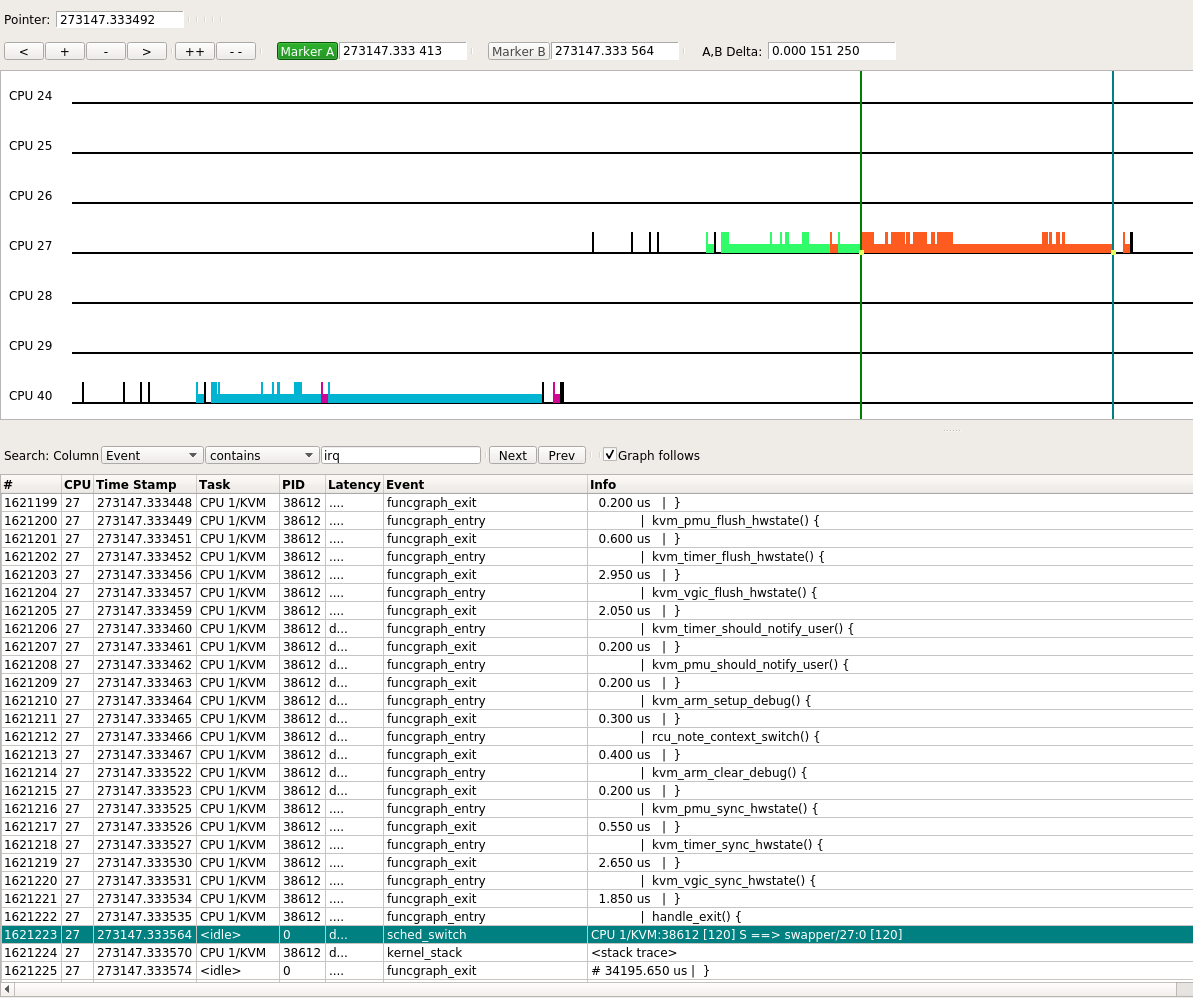 Pointer: 273147.333492
< + - > ++ - - Marker A 273147.333 413 Marker B 273147.333 564 A,B Delta: 0.000 151 250
CPU 24
CPU 25
CPU 26
CPU 27
CPU 28
CPU 29
CPU 40
Search: Column Event contains irq Next Prev Graph follows
# CPU Time Stamp Task PID Latency Event Info
1621199 27 273147.333448 CPU 1/KVM 38612 .... funcgraph_exit 0.200 us | }
1621200 27 273147.333449 CPU 1/KVM 38612 .... funcgraph_entry | kvm_pmu_flush_hwstate() {
1621201 27 273147.333451 CPU 1/KVM 38612 .... funcgraph_exit 0.600 us | }
1621202 27 273147.333452 CPU 1/KVM 38612 .... funcgraph_entry | kvm_timer_flush_hwstate() {
1621203 27 273147.333456 CPU 1/KVM 38612 .... funcgraph_exit 2.950 us | }
1621204 27 273147.333457 CPU 1/KVM 38612 .... funcgraph_entry | kvm_vgic_flush_hwstate() {
1621205 27 273147.333459 CPU 1/KVM 38612 .... funcgraph_exit 2.050 us | }
1621206 27 273147.333460 CPU 1/KVM 38612 d... funcgraph_entry | kvm_timer_should_notify_user() {
1621207 27 273147.333461 CPU 1/KVM 38612 d... funcgraph_exit 0.200 us | }
1621208 27 273147.333462 CPU 1/KVM 38612 d... funcgraph_entry | kvm_pmu_should_notify_user() {
1621209 27 273147.333463 CPU 1/KVM 38612 d... funcgraph_exit 0.200 us | }
1621210 27 273147.333464 CPU 1/KVM 38612 d... funcgraph_entry | kvm_arm_setup_debug() {
1621211 27 273147.333465 CPU 1/KVM 38612 d... funcgraph_exit 0.300 us | }
1621212 27 273147.333466 CPU 1/KVM 38612 d... funcgraph_entry | rcu_note_context_switch() {
1621213 27 273147.333467 CPU 1/KVM 38612 d... funcgraph_exit 0.400 us | }
1621214 27 273147.333522 CPU 1/KVM 38612 d... funcgraph_entry | kvm_arm_clear_debug() {
1621215 27 273147.333523 CPU 1/KVM 38612 d... funcgraph_exit 0.200 us | }
1621216 27 273147.333525 CPU 1/KVM 38612 .... funcgraph_entry | kvm_pmu_sync_hwstate() {
1621217 27 273147.333526 CPU 1/KVM 38612 .... funcgraph_exit 0.550 us | }
1621218 27 273147.333527 CPU 1/KVM 38612 .... funcgraph_entry | kvm_timer_sync_hwstate() {
1621219 27 273147.333530 CPU 1/KVM 38612 .... funcgraph_exit 2.650 us | }
1621220 27 273147.333531 CPU 1/KVM 38612 .... funcgraph_entry | kvm_vgic_sync_hwstate() {
1621221 27 273147.333534 CPU 1/KVM 38612 .... funcgraph_exit 1.850 us | }
1621222 27 273147.333535 CPU 1/KVM 38612 .... funcgraph_entry | handle_exit() {
1621223 27 273147.333564 <idle> 0 d... sched_switch CPU 1/KVM:38612 [120] S ==> swapper/27:0 [120]
1621224 27 273147.333570 CPU 1/KVM 38612 d... kernel_stack <stack trace>
1621225 27 273147.333574 <idle> 0 .... funcgraph_exit # 34195.650 us | }